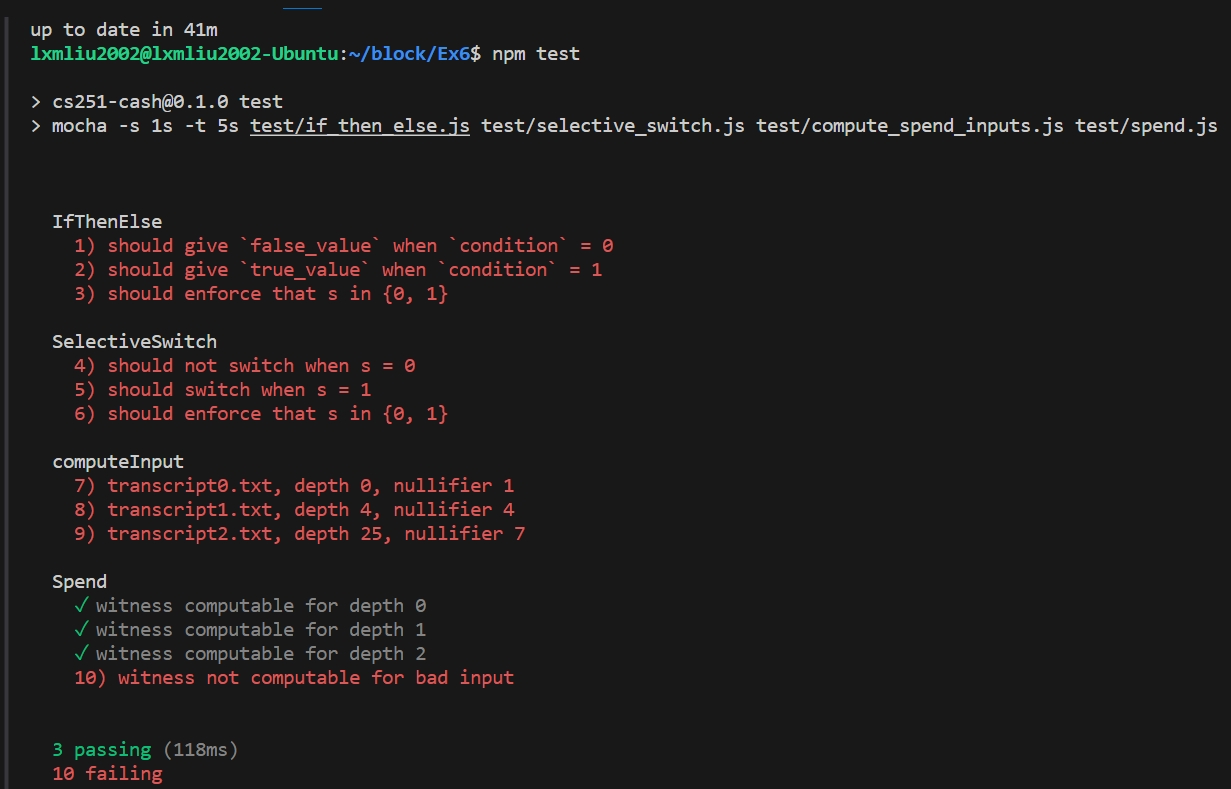 up to date in 41m
lxmliu2002@lxmliu2002-Ubuntu:~/block/Ex6$ npm test
> cs251-cash@0.1.0 test
> mocha -s 1s -t 5s test/if_then_else.js test/selective_switch.js test/compute_spend_inputs.js test/spend.js
IfThenElse
1) should give `false_value` when `condition` = 0
2) should give `true_value` when `condition` = 1
3) should enforce that s in {0, 1}
SelectiveSwitch
4) should not switch when s = 0
5) should switch when s = 1
6) should enforce that s in {0, 1}
computeInput
7) transcript0.txt, depth 0, nullifier 1
8) transcript1.txt, depth 4, nullifier 4
9) transcript2.txt, depth 25, nullifier 7
Spend
✓ witness computable for depth 0
✓ witness computable for depth 1
✓ witness computable for depth 2
10) witness not computable for bad input
3 passing (118ms)
10 failing